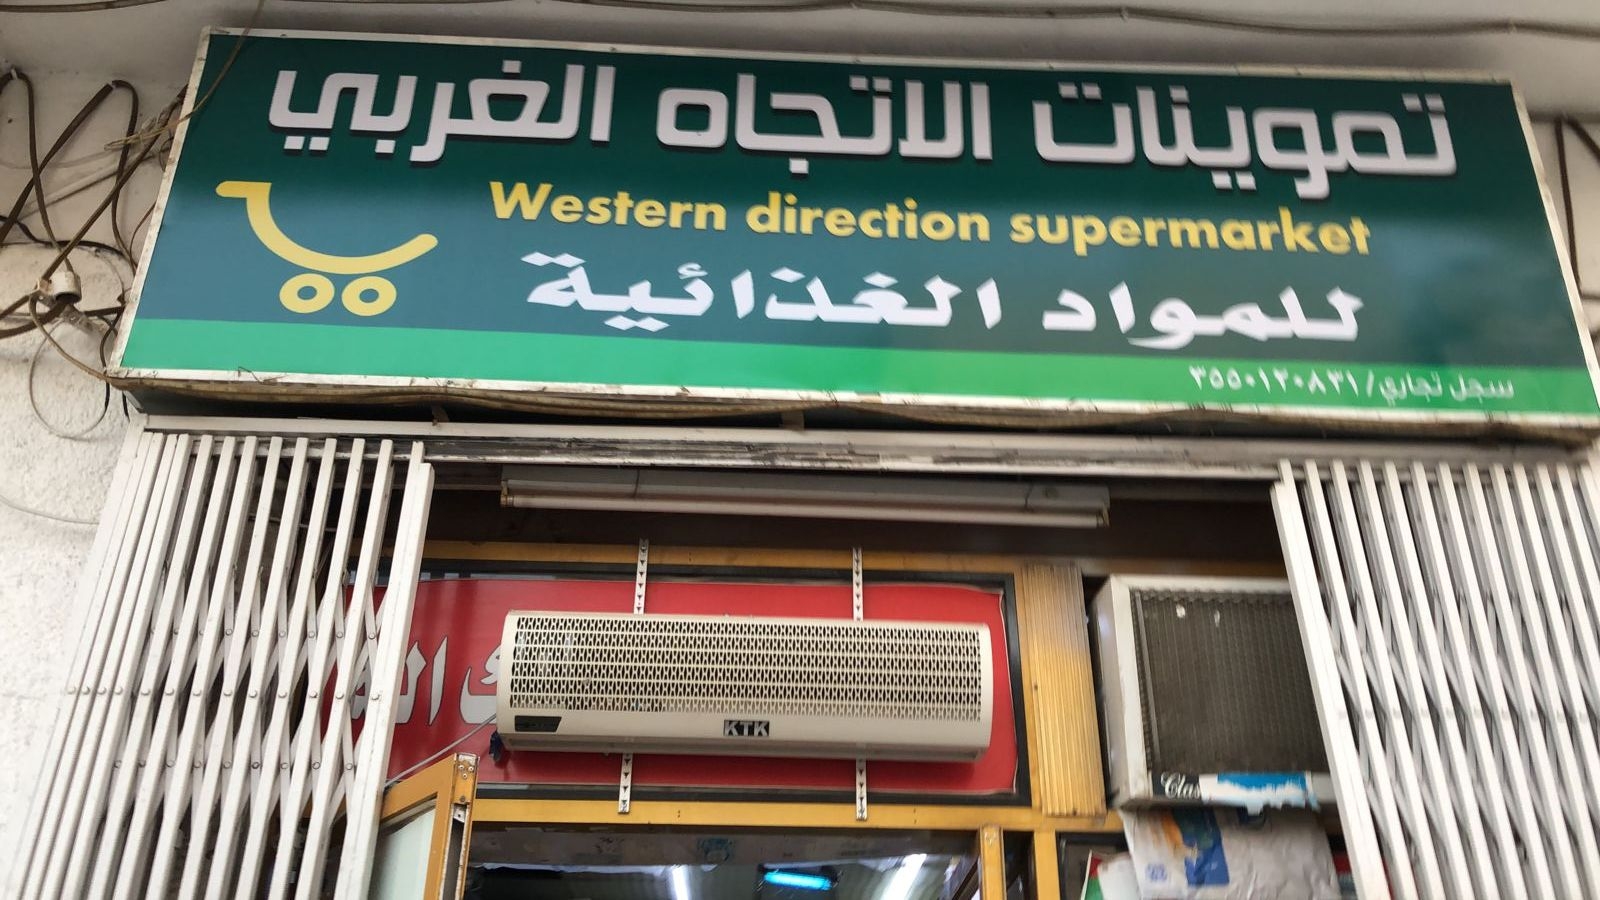 تموينات الاتجاه الغربي
Western direction supermarket
للمواد الغذائية
سجل تجاري/٣٥٥٠١٢٠٨٣١
KTK